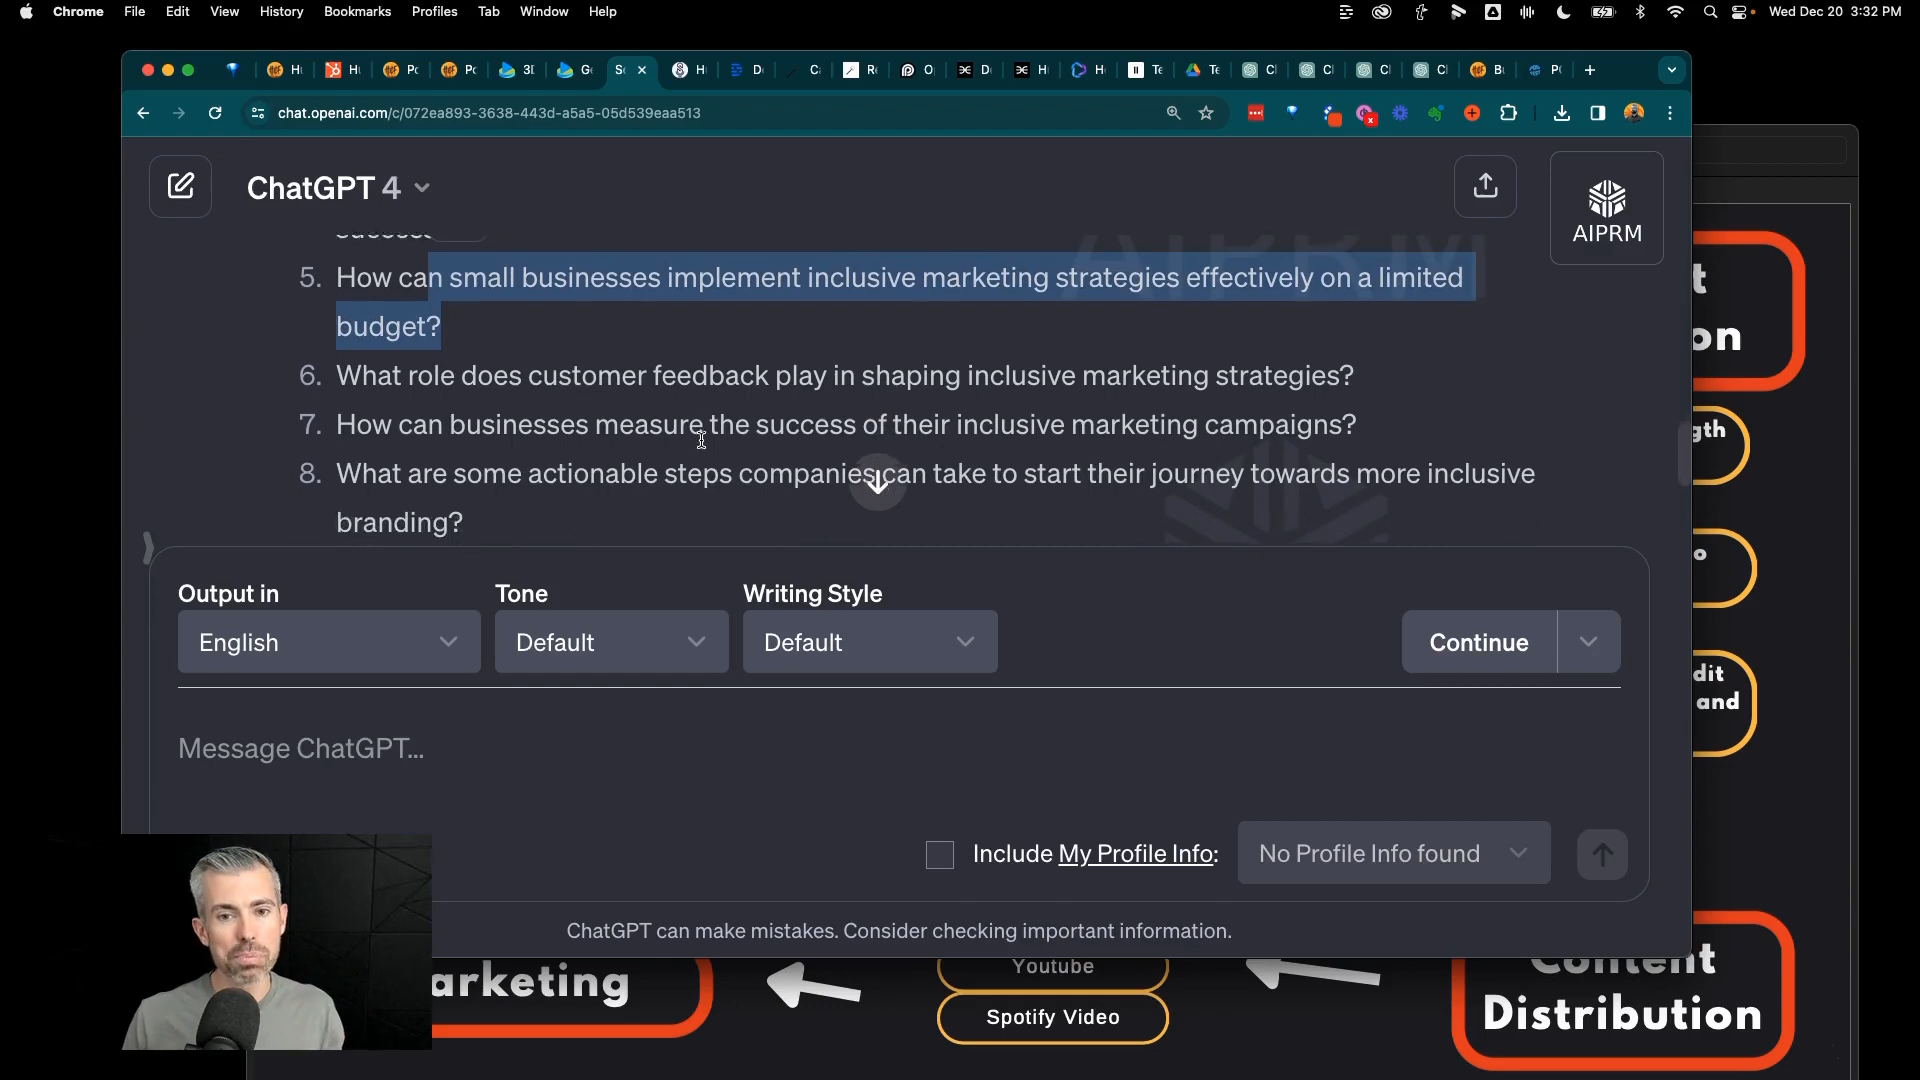 Chrome File Edit View History Bookmarks Profiles Tab Window Help
Wed Dec 20 3:32 PM
chat.openai.com/c/072ea893-3638-443d-a5a5-05d539eaa513
ChatGPT 4
AIPRM
5. How can small businesses implement inclusive marketing strategies effectively on a limited
budget?
6. What role does customer feedback play in shaping inclusive marketing strategies?
7. How can businesses measure the success of their inclusive marketing campaigns?
8. What are some actionable steps companies can take to start their journey towards more inclusive
branding?
Output in
Tone
Writing Style
English
Default
Default
Continue
Message ChatGPT...
Include My Profile Info:
No Profile Info found
ChatGPT can make mistakes. Consider checking important information.
arketing
Youtube
Spotify Video
Content
Distribution
on
gth
dit
and